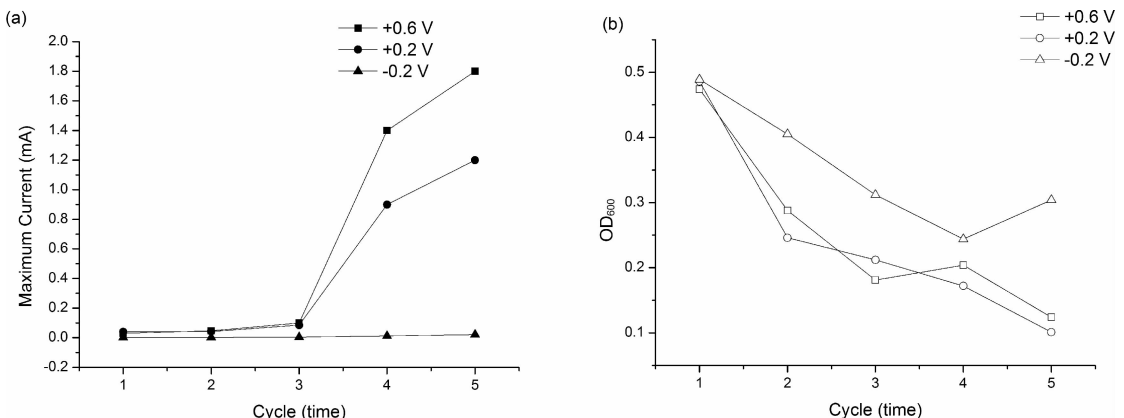 (a)
+0.6 V
+0.2 V
-0.2 V
2.0
1.8
1.6
1.4
1.2
1.0
0.8
0.6
0.4
0.2
0.0
-0.2
Maximum Current (mA)
1 2 3 4 5
Cycle (time)
(b)
+0.6 V
+0.2 V
-0.2 V
0.5
0.4
0.3
0.2
0.1
OD600
1 2 3 4 5
Cycle (time)